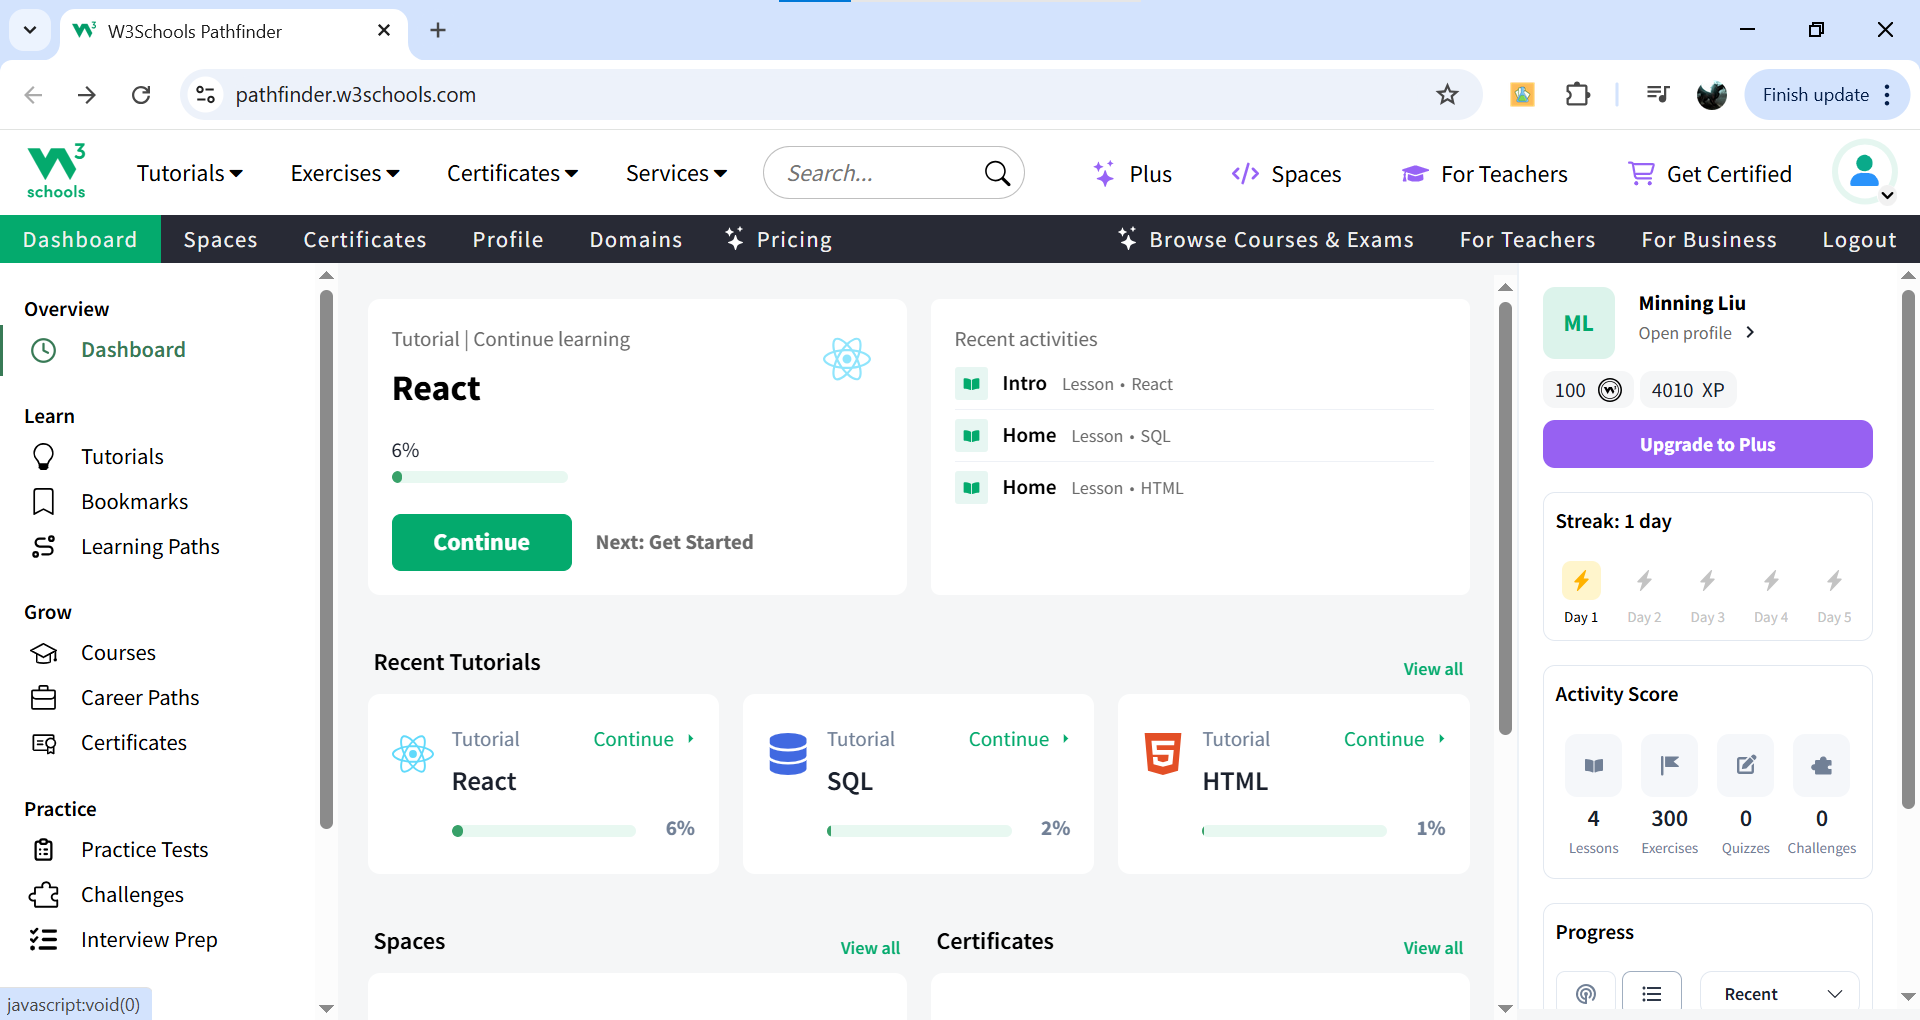 W3Schools Pathfinder
pathfinder.w3schools.com
Finish update
W3 schools
Tutorials
Exercises
Certificates
Services
Search...
Plus
Spaces
For Teachers
Get Certified
Dashboard
Spaces
Certificates
Profile
Domains
Pricing
Browse Courses & Exams
For Teachers
For Business
Logout
Overview
Dashboard
Learn
Tutorials
Bookmarks
Learning Paths
Grow
Courses
Career Paths
Certificates
Practice
Practice Tests
Challenges
Interview Prep
javascript:void(0)
Tutorial | Continue learning
React
6%
Continue
Next: Get Started
Recent activities
Intro Lesson • React
Home Lesson • SQL
Home Lesson • HTML
Recent Tutorials
View all
Tutorial
Continue
React
6%
Tutorial
Continue
SQL
2%
Tutorial
Continue
HTML
1%
Spaces
View all
Certificates
View all
ML
Minning Liu
Open profile
100
4010 XP
Upgrade to Plus
Streak: 1 day
Day 1
Day 2
Day 3
Day 4
Day 5
Activity Score
4
Lessons
300
Exercises
0
Quizzes
0
Challenges
Progress
Recent